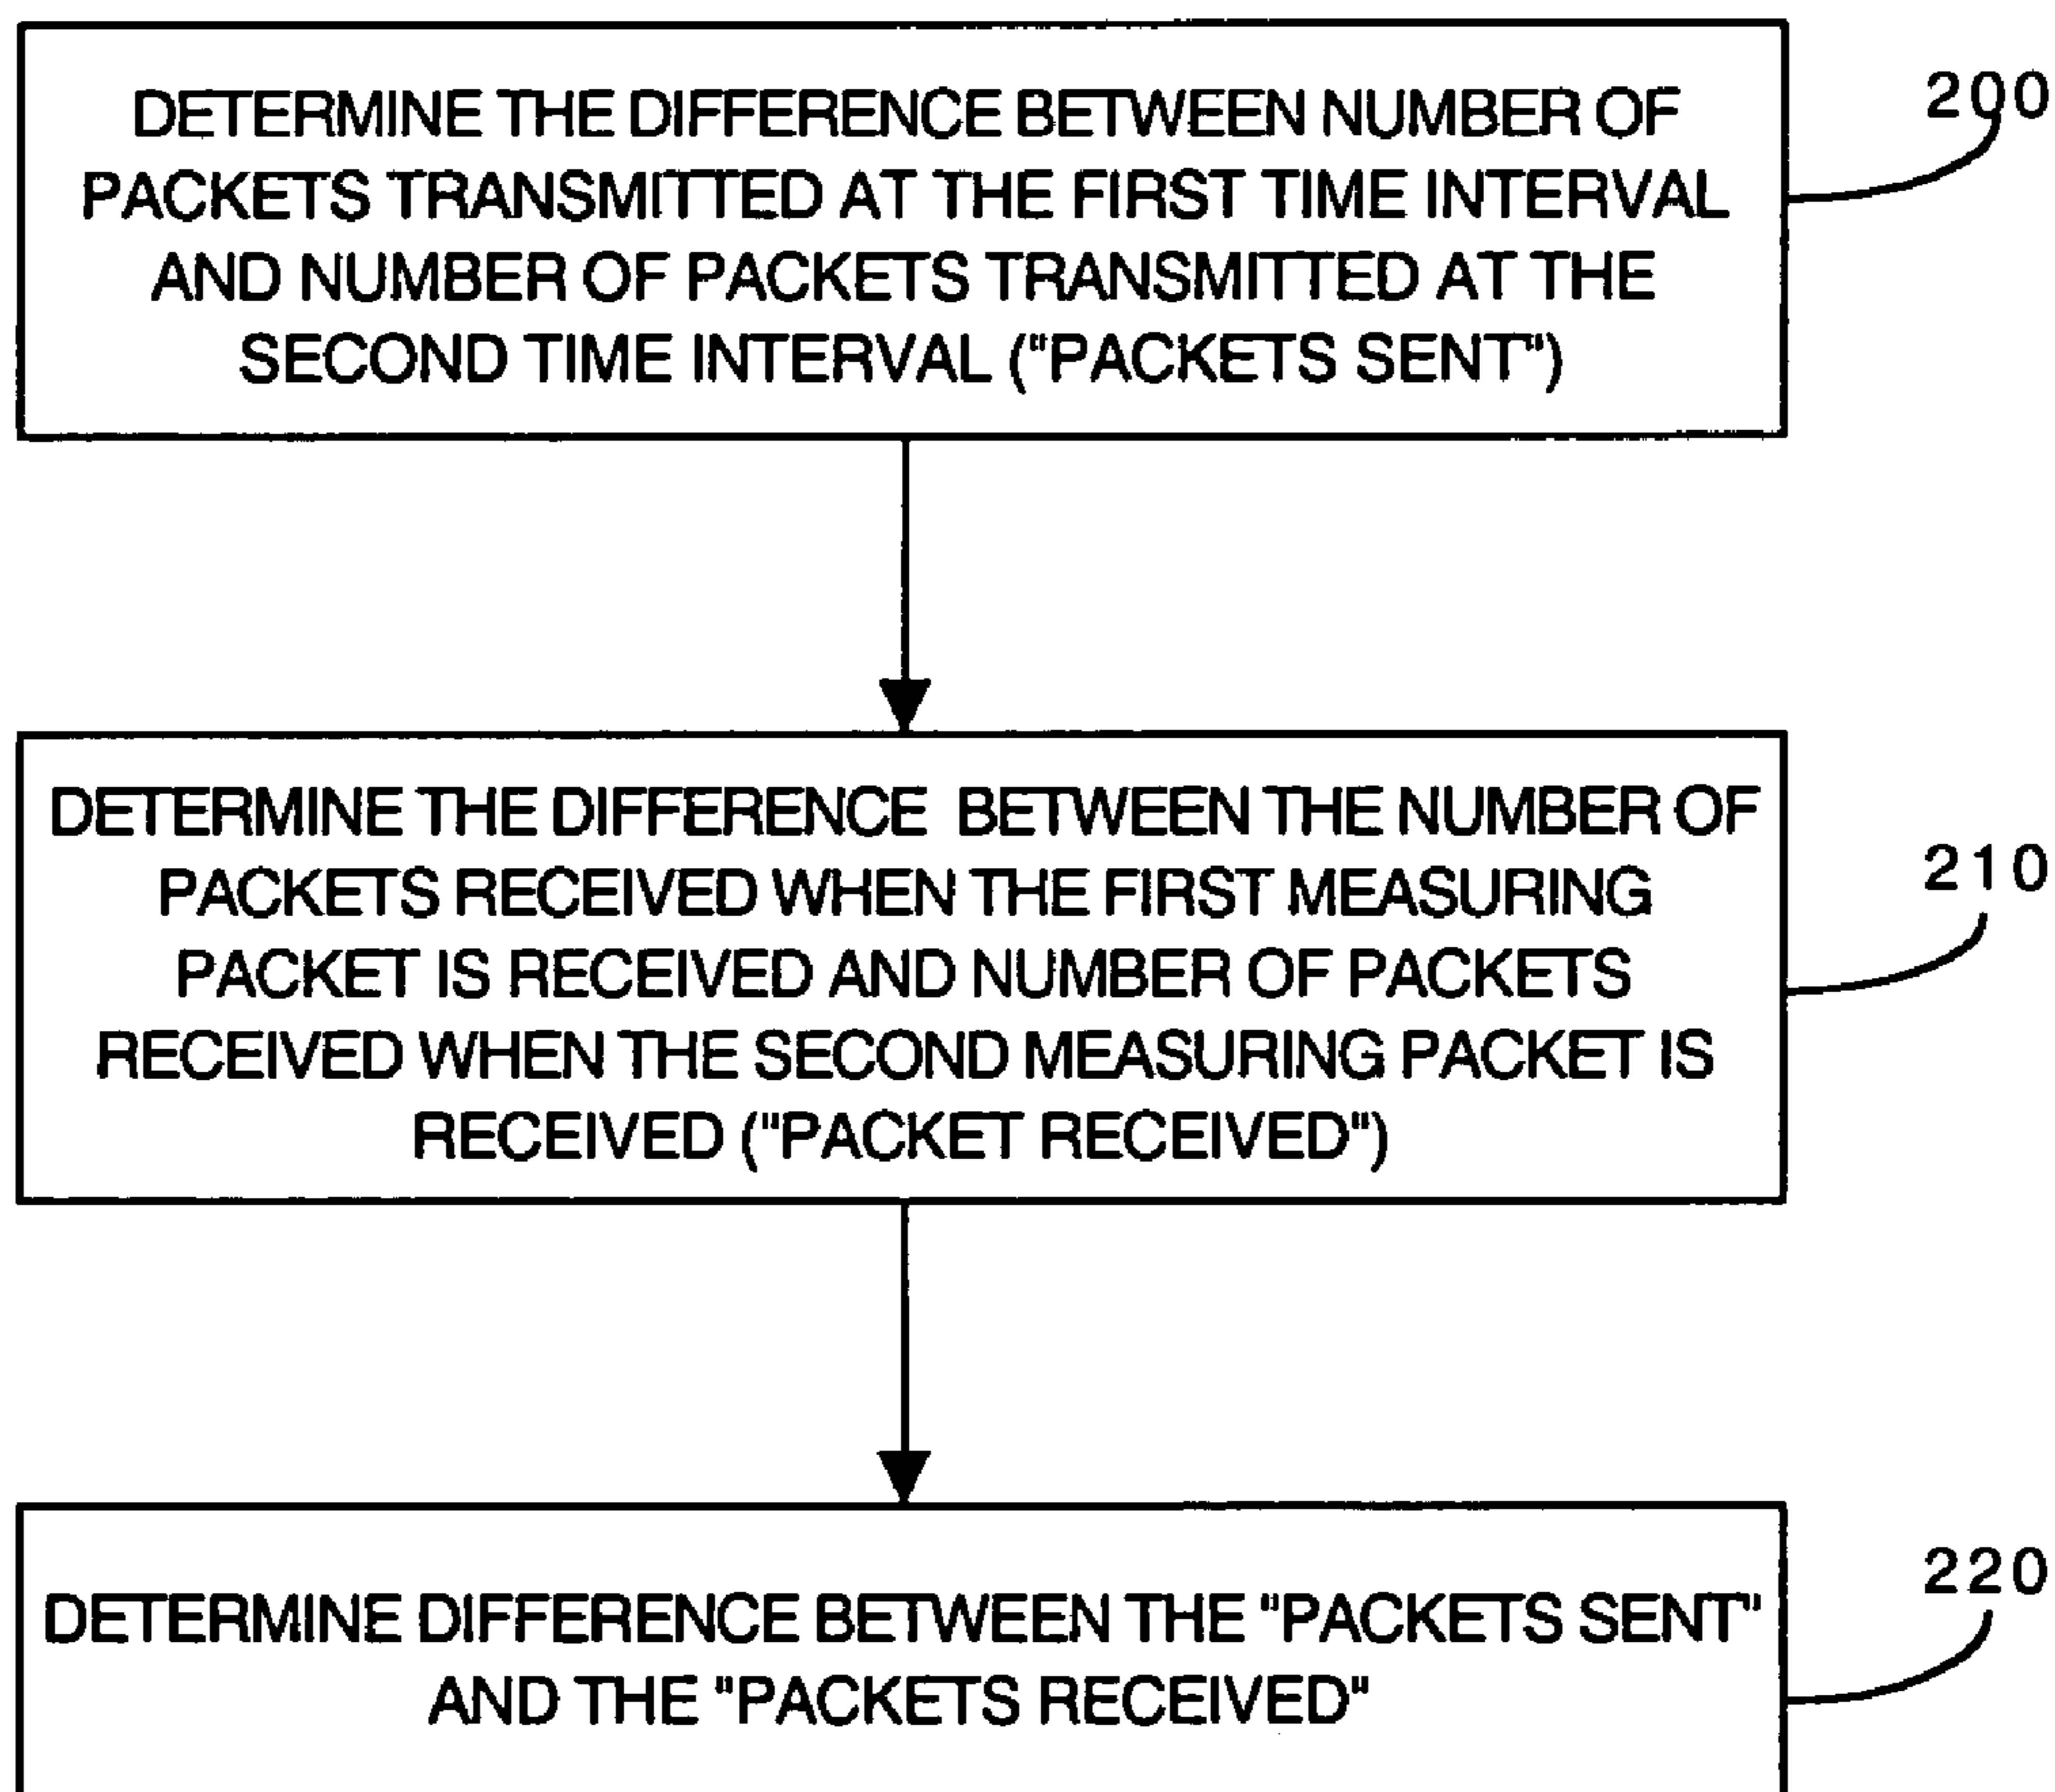 DETERMINE THE DIFFERENCE BETWEEN NUMBER OF
PACKETS TRANSMITTED AT THE FIRST TIME INTERVAL
AND NUMBER OF PACKETS TRANSMITTED AT THE
SECOND TIME INTERVAL ("PACKETS SENT")
200
DETERMINE THE DIFFERENCE BETWEEN THE NUMBER OF
PACKETS RECEIVED WHEN THE FIRST MEASURING
PACKET IS RECEIVED AND NUMBER OF PACKETS
RECEIVED WHEN THE SECOND MEASURING PACKET IS
RECEIVED ("PACKET RECEIVED")
210
DETERMINE DIFFERENCE BETWEEN THE "PACKETS SENT"
AND THE "PACKETS RECEIVED"
220